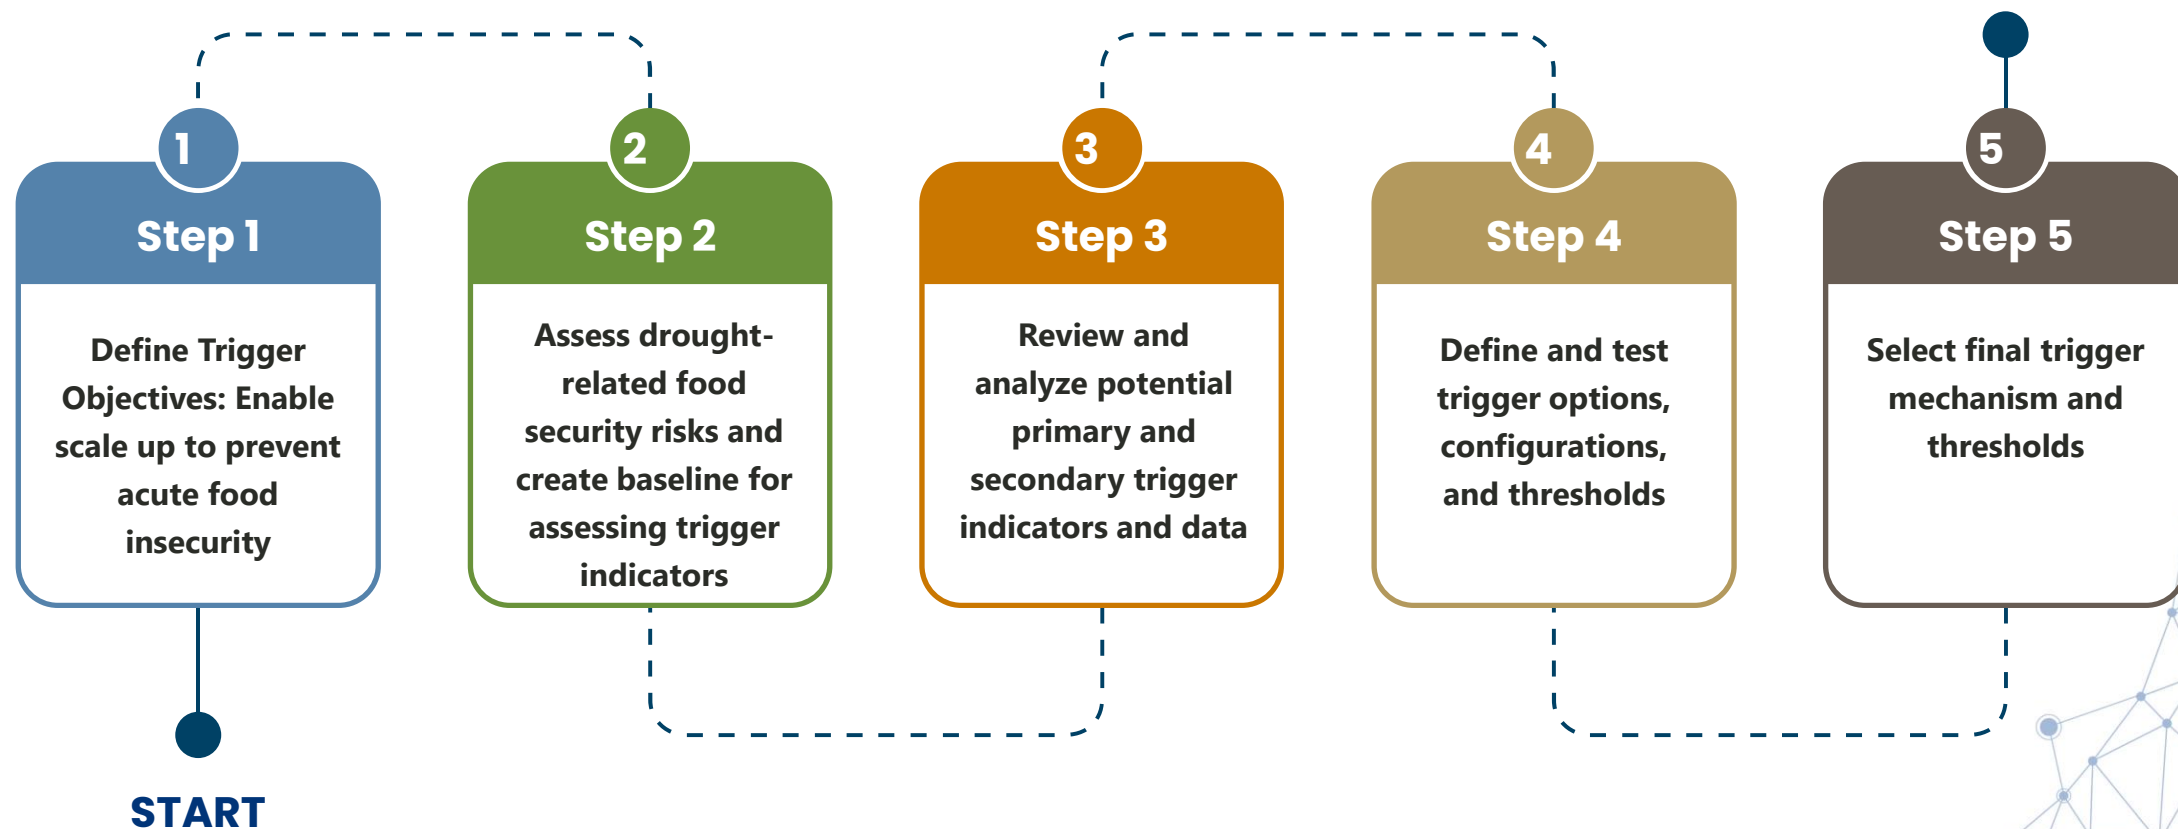 1
Step 1
Define Trigger
Objectives: Enable
scale up to prevent
acute food
insecurity
START
2
Step 2
Assess drought-
related food
security risks and
create baseline for
assessing trigger
indicators
3
Step 3
Review and
analyze potential
primary and
secondary trigger
indicators and data
4
Step 4
Define and test
trigger options,
configurations,
and thresholds
5
Step 5
Select final trigger
mechanism and
thresholds